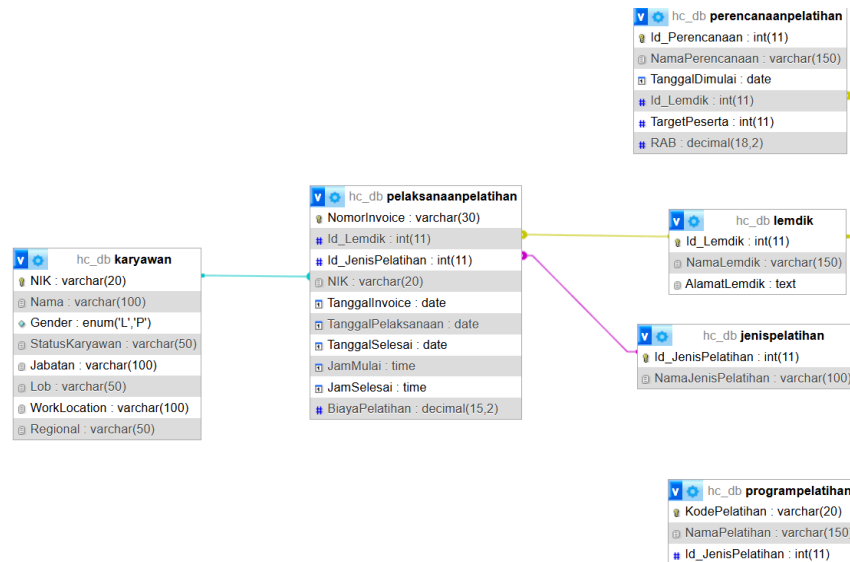 hc_db perencanaanpelatihan
Id_Perencanaan : int(11)
NamaPerencanaan : varchar(150)
TanggalDimulai : date
Id_Lemdik : int(11)
TargetPeserta : int(11)
RAB : decimal(18,2)
hc_db pelaksanaanpelatihan
NomorInvoice : varchar(30)
Id_Lemdik : int(11)
Id_JenisPelatihan : int(11)
NIK : varchar(20)
TanggalInvoice : date
TanggalPelaksanaan : date
TanggalSelesai : date
JamMulai : time
JamSelesai : time
BiayaPelatihan : decimal(15,2)
hc_db lemdik
Id_Lemdik : int(11)
NamaLemdik : varchar(150)
AlamatLemdik : text
hc_db karyawan
NIK : varchar(20)
Nama : varchar(100)
Gender : enum('L','P')
StatusKaryawan : varchar(50)
Jabatan : varchar(100)
Lob : varchar(50)
WorkLocation : varchar(100)
Regional : varchar(50)
hc_db jenispelatihan
Id_JenisPelatihan : int(11)
NamaJenisPelatihan : varchar(100)
hc_db programpelatihan
KodePelatihan : varchar(20)
NamaPelatihan : varchar(150
Id_JenisPelatihan : int(11)